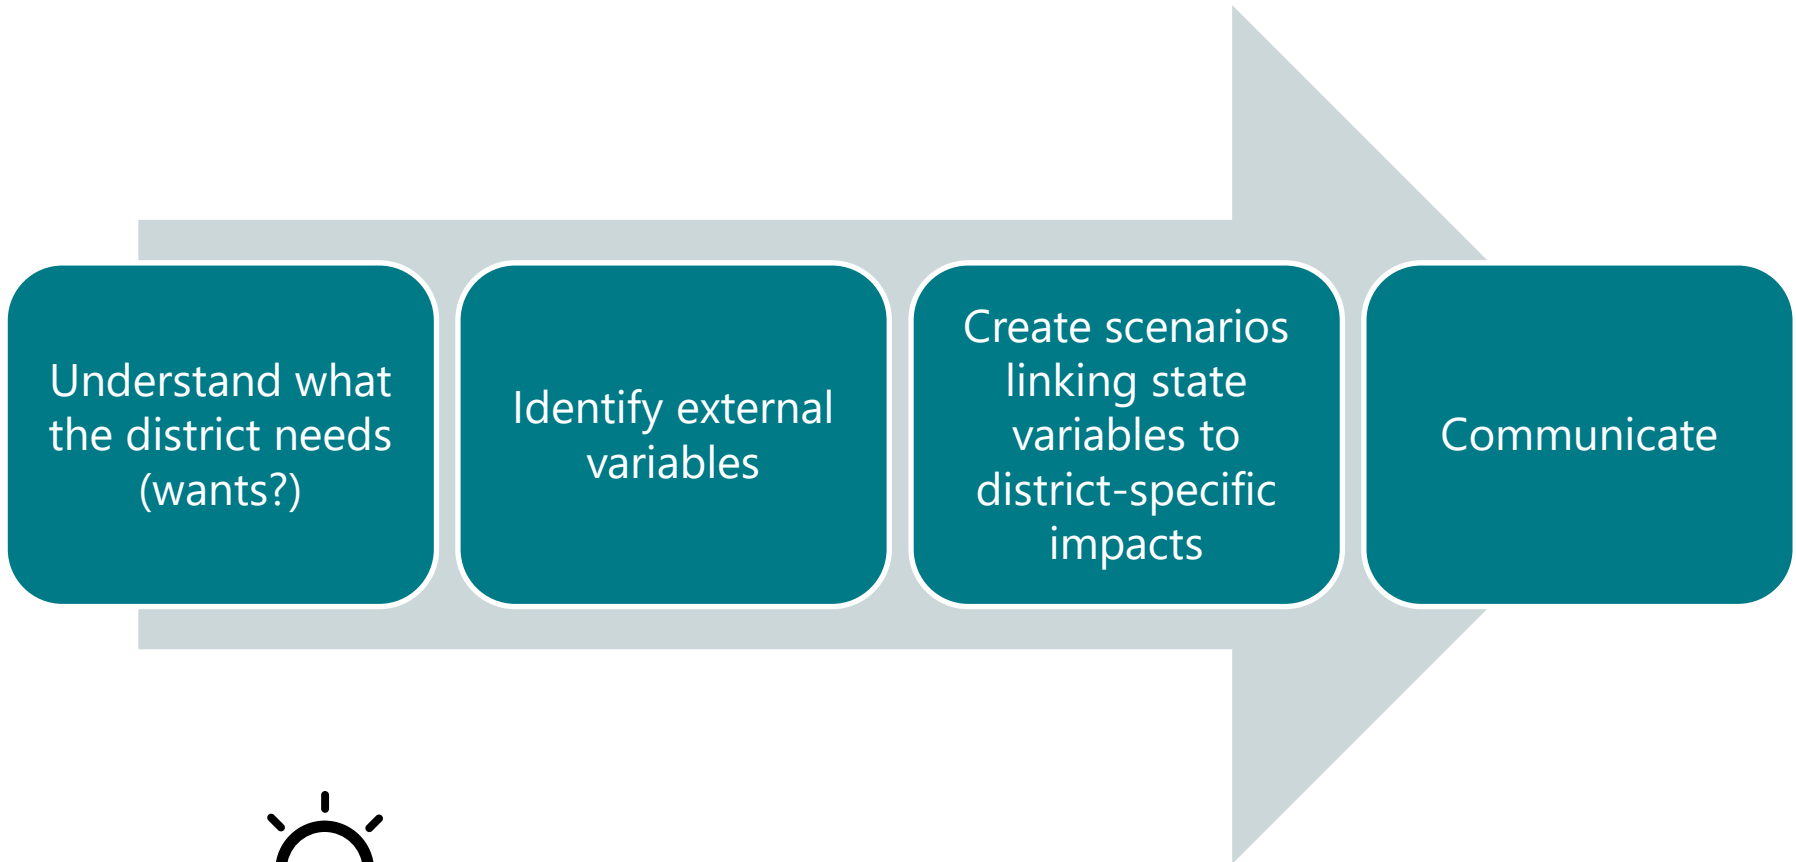 Understand what
the district needs
(wants?)
Identify external
variables
Create scenarios
linking state
variables to
district-specific
impacts
Communicate